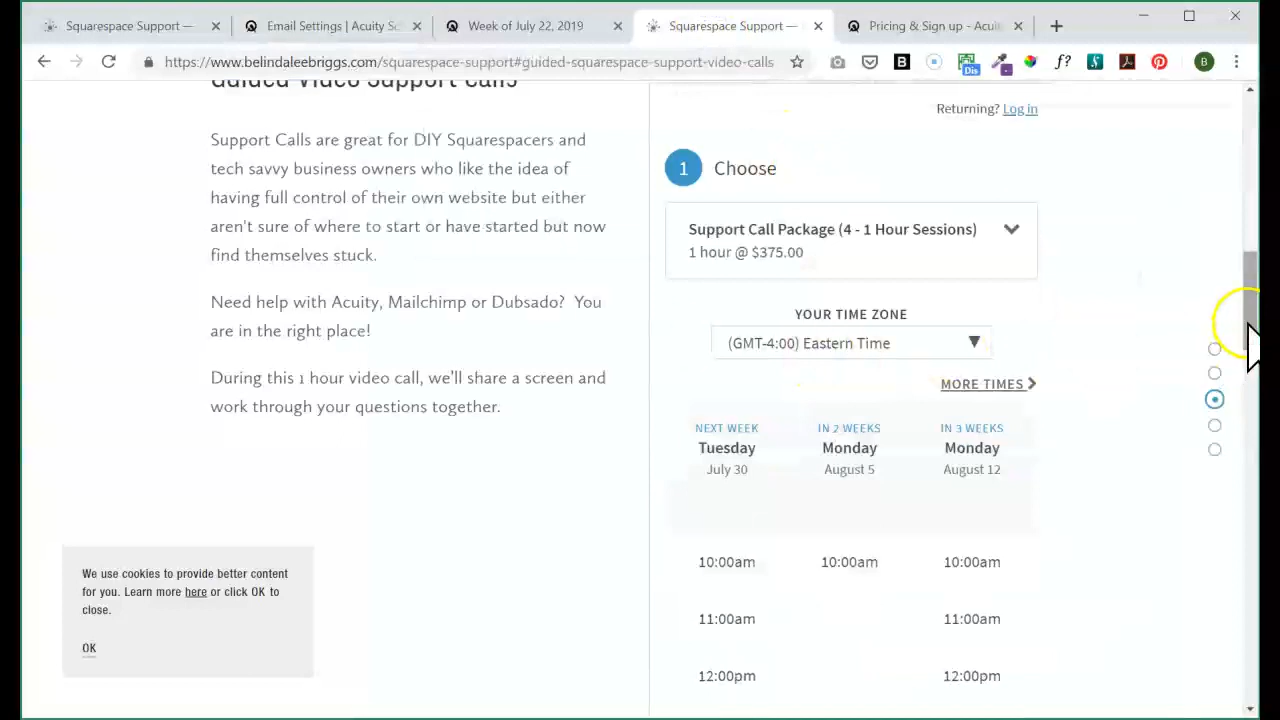 Squarespace Support —
Email Settings | Acuity Sc
Week of July 22, 2019
Squarespace Support —
Pricing & Sign up - Acuit
https://www.belindaleebriggs.com/squarespace-support#guided-squarespace-support-video-calls
B
Dis
f?
B
Guided Video Support Calls
Support Calls are great for DIY Squarespacers and
tech savvy business owners who like the idea of
having full control of their own website but either
aren't sure of where to start or have started but now
find themselves stuck.
Need help with Acuity, Mailchimp or Dubsado? You
are in the right place!
During this 1 hour video call, we'll share a screen and
work through your questions together.
We use cookies to provide better content
for you. Learn more here or click OK to
close.
OK
Returning? Log in
1 Choose
Support Call Package (4 - 1 Hour Sessions)
1 hour @ $375.00
YOUR TIME ZONE
(GMT-4:00) Eastern Time
MORE TIMES
NEXT WEEK IN 2 WEEKS IN 3 WEEKS
Tuesday Monday Monday
July 30 August 5 August 12
10:00am 10:00am 10:00am
11:00am 11:00am
12:00pm 12:00pm